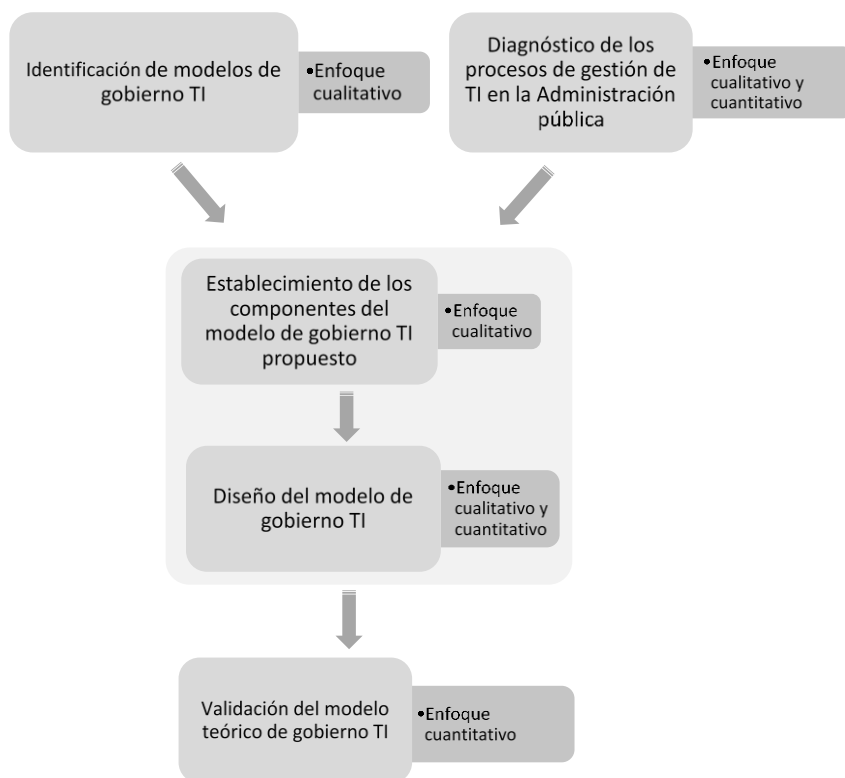 Identificación de modelos de
gobierno TI
•Enfoque
cualitativo
Diagnóstico de los
procesos de gestión de
TI en la Administración
pública
•Enfoque
cualitativo y
cuantitativo
Establecimiento de los
componentes del
modelo de gobierno TI
propuesto
•Enfoque
cualitativo
Diseño del modelo de
gobierno TI
•Enfoque
cualitativo y
cuantitativo
Validación del modelo
teórico de gobierno TI
•Enfoque
cuantitativo